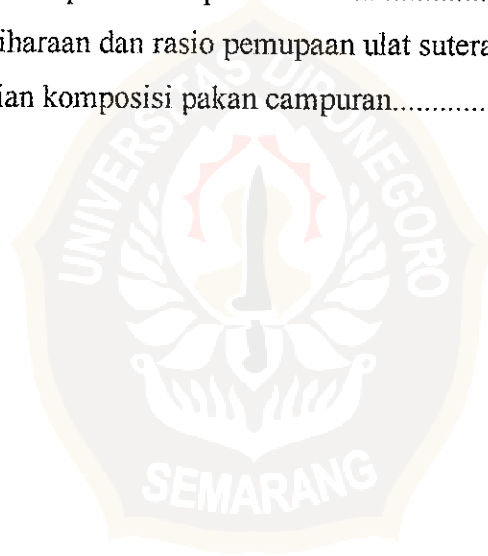 iharaan dan rasio pemupaan ulat sutera
ian komposisi pakan campuran............
UNIVERSITAS DIPONEGORO
SEMARANG